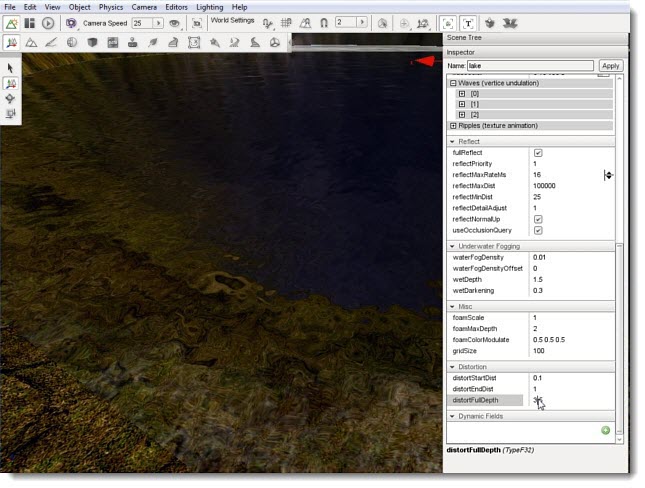 File Edit View Object Physics Camera Editors Lighting Help
Camera Speed 25 World Settings 2
Scene Tree
Inspector
Name: lake Apply
Waves (vertice undulation)
[0]
[1]
[2]
Ripples (texture animation)
Reflect
fullReflect
reflectPriority 1
reflectMaxRateMs 16
reflectMaxDist 100000
reflectMinDist 25
reflectDetailAdjust 1
reflectNormalUp
useOcclusionQuery
Underwater Fogging
waterFogDensity 0.01
waterFogDensityOffset 0
wetDepth 1.5
wetDarkening 0.3
Misc
foamScale 1
foamMaxDepth 2
foamColorModulate 0.5 0.5 0.5
gridSize 100
Distortion
distortStartDist 0.1
distortEndDist 1
distortFullDepth
Dynamic Fields
distortFullDepth (TypeF32)